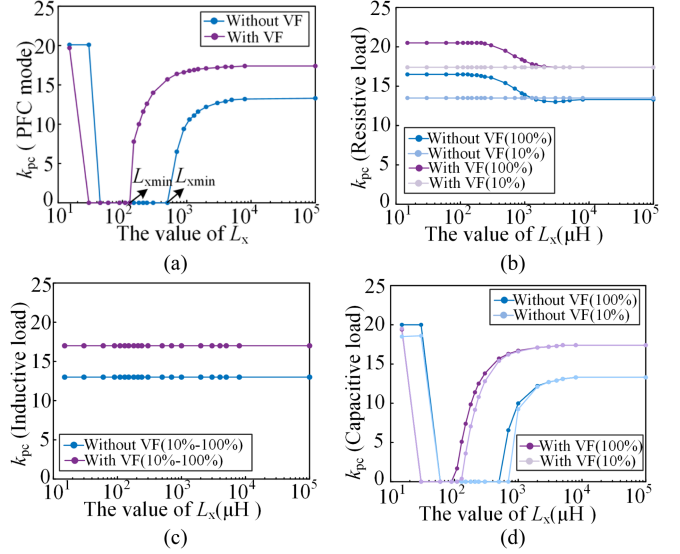 (a)
k_pc ( PFC mode)
25
20
15
10
5
0
Without VF
With VF
L_xmin
L_xmin
10^1
10^2
10^3
10^4
10^5
The value of L_x
(b)
k_pc (Resistive load)
25
20
15
10
5
0
Without VF(100%)
Without VF(10%)
With VF(100%)
With VF(10%)
10^1
10^2
10^3
10^4
10^5
The value of L_x(μH )
(a)
(b)
k_pc (Inductive load)
25
20
15
10
5
0
Without VF(10%-100%)
With VF(10%-100%)
10^1
10^2
10^3
10^4
10^5
The value of L_x(μH )
(c)
k_pc (Capacitive load)
25
20
15
10
5
0
Without VF(100%)
Without VF(10%)
With VF(100%)
With VF(10%)
10^1
10^2
10^3
10^4
10^5
The value of L_x(μH )
(d)